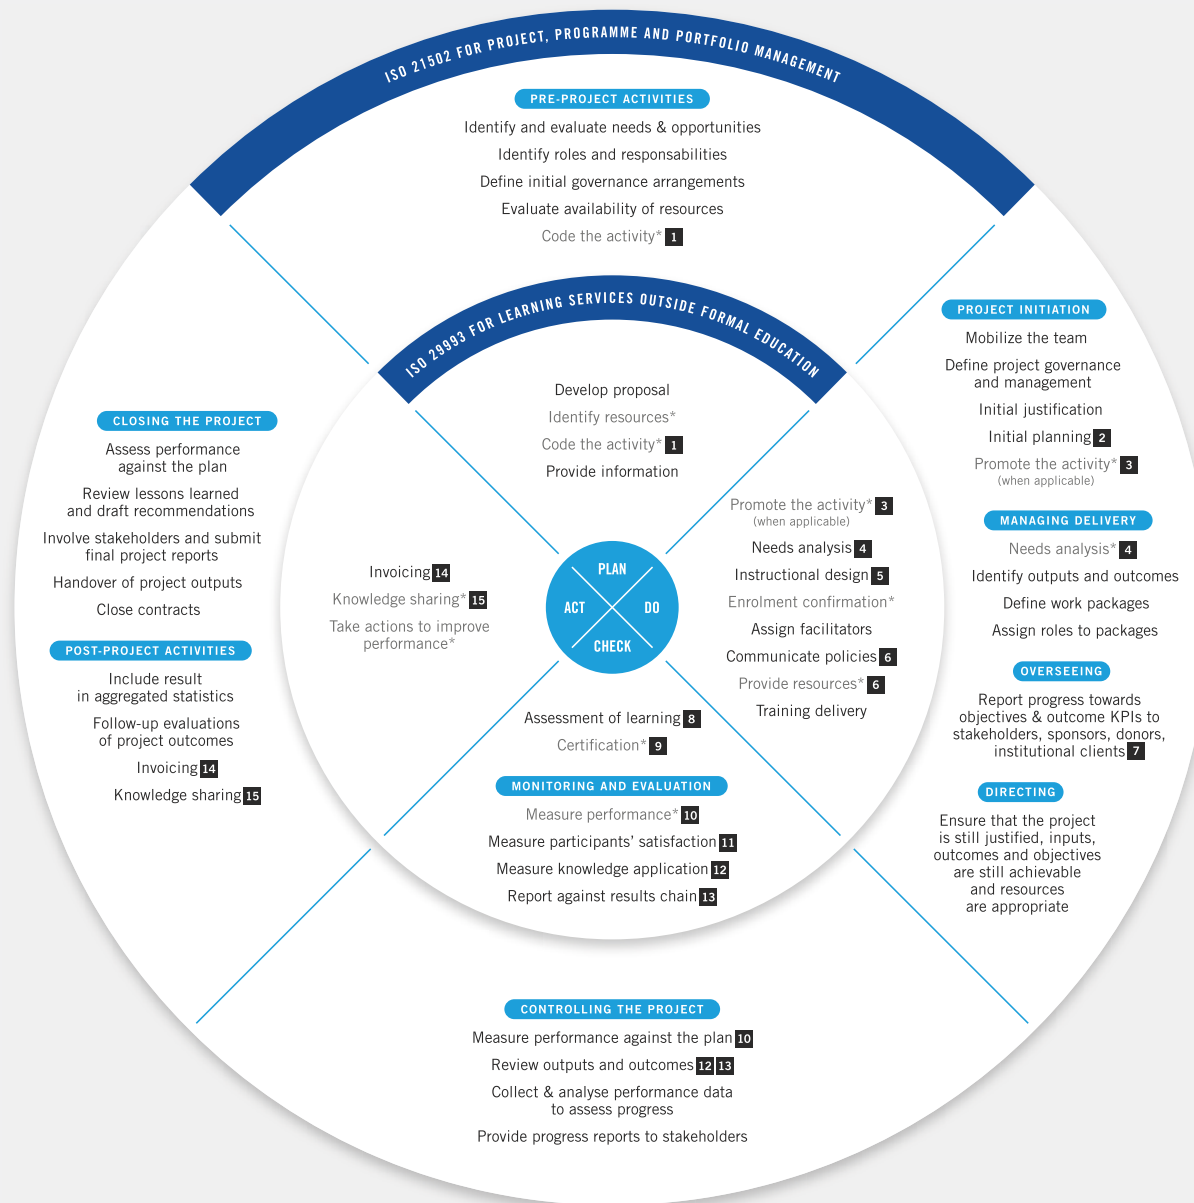 ISO 21502 FOR PROJECT, PROGRAMME AND PORTFOLIO MANAGEMENT
PRE-PROJECT ACTIVITIES
Identify and evaluate needs & opportunities
Identify roles and responsabilities
Define initial governance arrangements
Evaluate availability of resources
Code the activity* 1
ISO 29993 FOR LEARNING SERVICES OUTSIDE FORMAL EDUCATION
Develop proposal
Identify resources*
Code the activity* 1
Provide information
PROJECT INITIATION
Mobilize the team
Define project governance
and management
Initial justification
Initial planning 2
Promote the activity* 3
(when applicable)
MANAGING DELIVERY
Needs analysis* 4
Identify outputs and outcomes
Define work packages
Assign roles to packages
OVERSEEING
Report progress towards
objectives & outcome KPIs to
stakeholders, sponsors, donors,
institutional clients 7
DIRECTING
Ensure that the project
is still justified, inputs,
outcomes and objectives
are still achievable
and resources
are appropriate
Promote the activity* 3
(when applicable)
Needs analysis 4
Instructional design 5
Enrolment confirmation*
Assign facilitators
Communicate policies 6
Provide resources* 6
Training delivery
PLAN
ACT
DO
CHECK
Invoicing 14
Knowledge sharing* 15
Take actions to improve
performance*
CLOSING THE PROJECT
Assess performance
against the plan
Review lessons learned
and draft recommendations
Involve stakeholders and submit
final project reports
Handover of project outputs
Close contracts
POST-PROJECT ACTIVITIES
Include result
in aggregated statistics
Follow-up evaluations
of project outcomes
Invoicing 14
Knowledge sharing 15
Assessment of learning 8
Certification* 9
MONITORING AND EVALUATION
Measure performance* 10
Measure participants’ satisfaction 11
Measure knowledge application 12
Report against results chain 13
CONTROLLING THE PROJECT
Measure performance against the plan 10
Review outputs and outcomes 12 13
Collect & analyse performance data
to assess progress
Provide progress reports to stakeholders